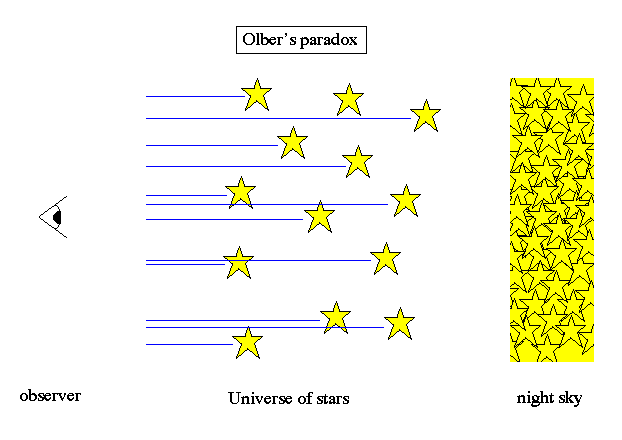 Olber's paradox
observer
Universe of stars
night sky